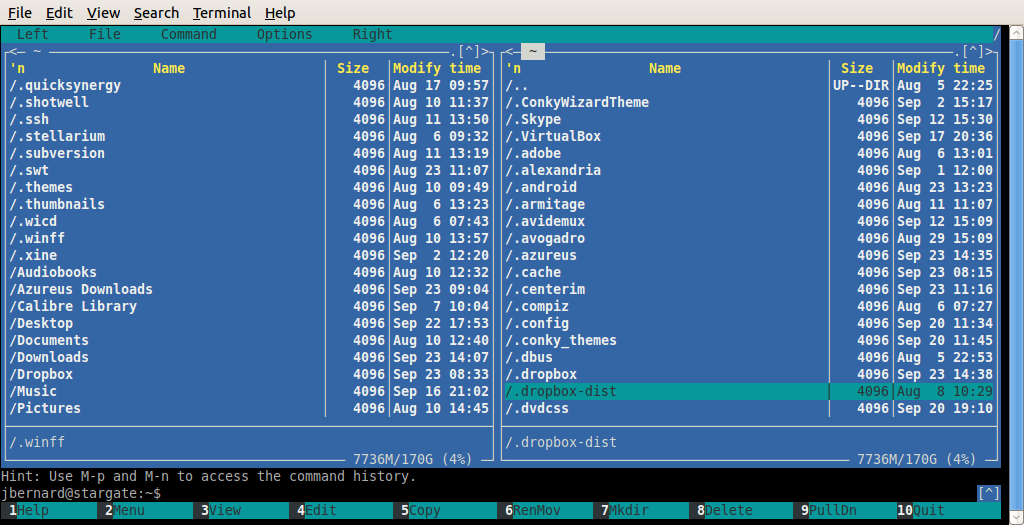 File Edit View Search Terminal Help
Left File Command Options Right /
<─ ~ .[^]> <─ ~ .[^]>
'n Name Size Modify time 'n Name Size Modify time
/.quicksynergy 4096 Aug 17 09:57 /.. UP--DIR Aug 5 22:25
/.shotwell 4096 Aug 10 11:37 /.ConkyWizardTheme 4096 Sep 2 15:17
/.ssh 4096 Aug 11 13:50 /.Skype 4096 Sep 12 15:30
/.stellarium 4096 Aug 6 09:32 /.VirtualBox 4096 Sep 17 20:36
/.subversion 4096 Aug 11 13:19 /.adobe 4096 Aug 6 13:01
/.swt 4096 Aug 23 11:07 /.alexandria 4096 Sep 1 12:00
/.themes 4096 Aug 10 09:49 /.android 4096 Aug 23 13:23
/.thumbnails 4096 Aug 6 13:23 /.armitage 4096 Aug 11 11:07
/.wicd 4096 Aug 6 07:43 /.avidemux 4096 Sep 12 15:09
/.winff 4096 Aug 10 13:57 /.avogadro 4096 Aug 29 15:09
/.xine 4096 Sep 2 12:20 /.azureus 4096 Sep 23 14:35
/Audiobooks 4096 Aug 10 12:32 /.cache 4096 Sep 23 08:15
/Azureus Downloads 4096 Sep 23 09:04 /.centerim 4096 Sep 23 11:16
/Calibre Library 4096 Sep 7 10:04 /.compiz 4096 Aug 6 07:27
/Desktop 4096 Sep 22 17:53 /.config 4096 Sep 20 11:34
/Documents 4096 Aug 10 12:40 /.conky_themes 4096 Sep 20 11:45
/Downloads 4096 Sep 23 14:07 /.dbus 4096 Aug 5 22:53
/Dropbox 4096 Sep 23 08:33 /.dropbox 4096 Sep 23 14:38
/Music 4096 Sep 16 21:02 /.dropbox-dist 4096 Aug 8 10:29
/Pictures 4096 Aug 10 14:45 /.dvdcss 4096 Sep 20 19:10
/.winff /.dropbox-dist
7736M/170G (4%) 7736M/170G (4%)
Hint: Use M-p and M-n to access the command history.
jbernard@stargate:~$ [^]
1Help 2Menu 3View 4Edit 5Copy 6RenMov 7Mkdir 8Delete 9PullDn 10Quit